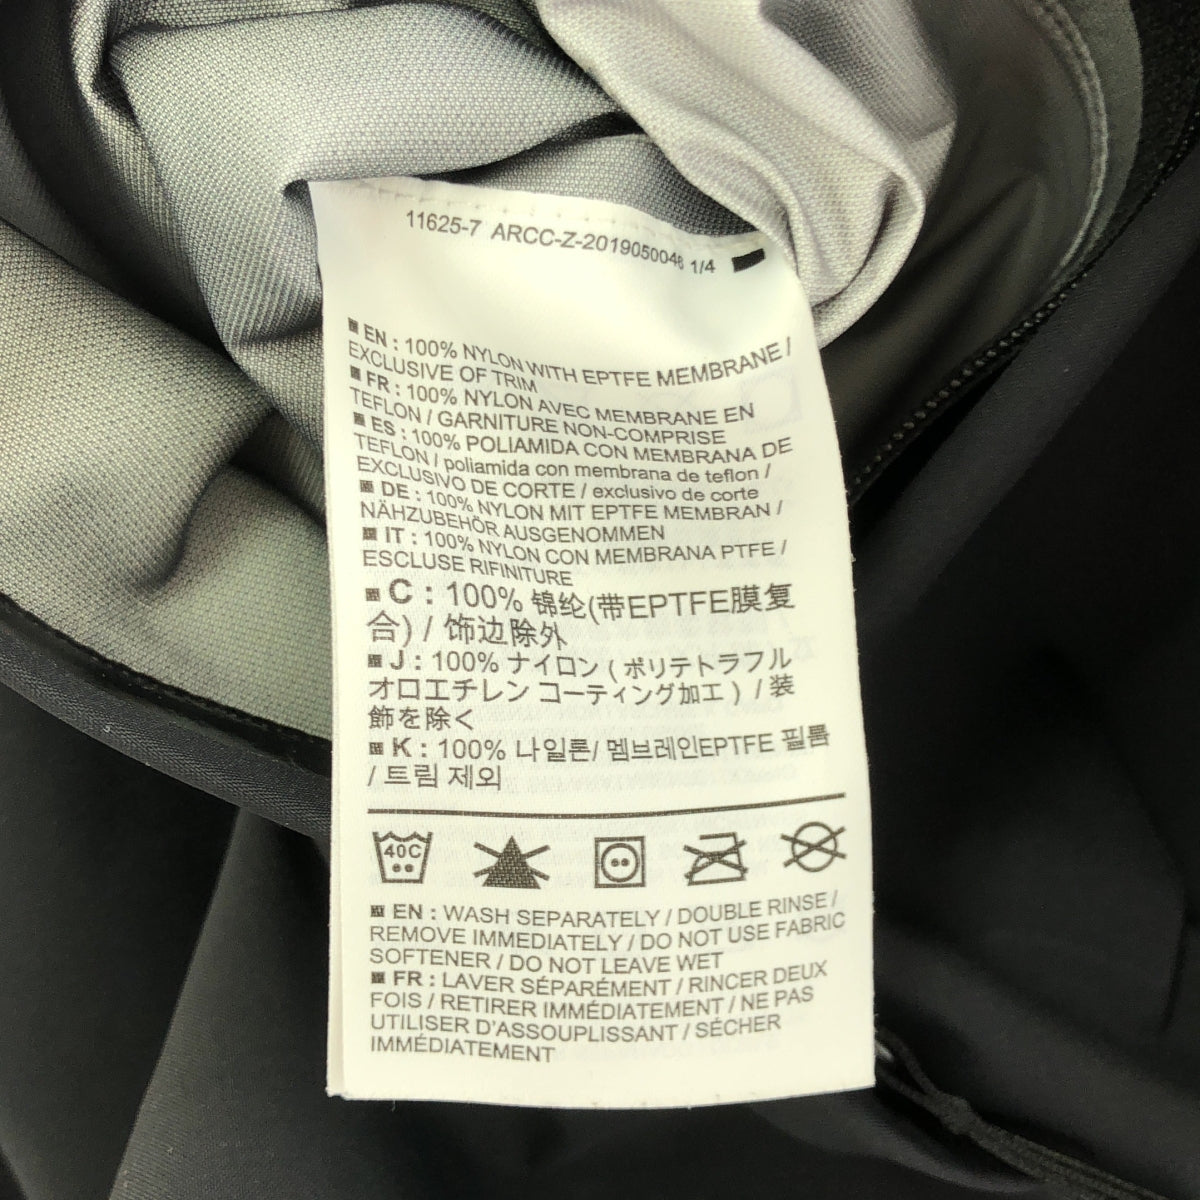 11625-7 ARCC-Z-2019050048 1/4
EN : 100% NYLON WITH EPTFE MEMBRANE /
EXCLUSIVE OF TRIM
FR : 100% NYLON AVEC MEMBRANE EN
TEFLON / GARNITURE NON-COMPRISE
ES : 100% POLIAMIDA CON MEMBRANA DE
TEFLON / poliamida con membrana de teflon /
EXCLUSIVO DE CORTE / exclusivo de corte
DE : 100% NYLON MIT EPTFE MEMBRAN /
NÄHZUBEHÖR AUSGENOMMEN
IT : 100% NYLON CON MEMBRANA PTFE /
ESCLUSE RIFINITURE
C : 100% 锦纶(带EPTFE膜复
合) / 饰边除外
J : 100% ナイロン ( ポリテトラフル
オロエチレン コーティング加工 ) / 装
飾を除く
K : 100% 나일론/ 멤브레인EPTFE 필름
/ 트림 제외
40C
EN : WASH SEPARATELY / DOUBLE RINSE /
REMOVE IMMEDIATELY / DO NOT USE FABRIC
SOFTENER / DO NOT LEAVE WET
FR : LAVER SÉPARÉMENT / RINCER DEUX
FOIS / RETIRER IMMÉDIATEMENT / NE PAS
UTILISER D'ASSOUPLISSANT / SÉCHER
IMMÉDIATEMENT